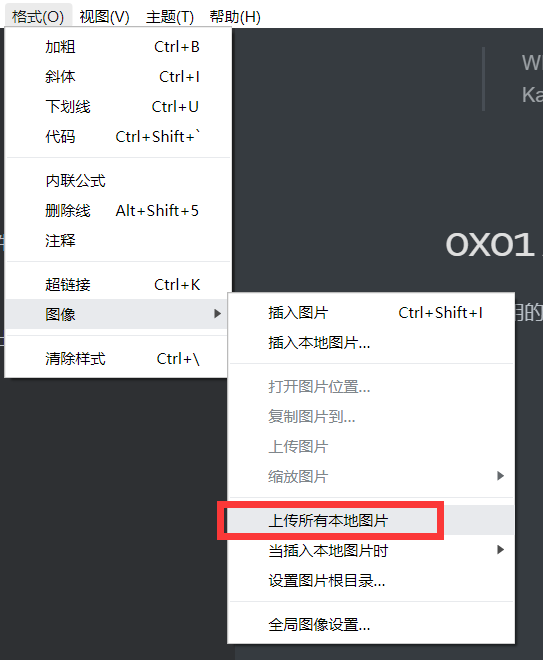 格式(O) 视图(V) 主题(T) 帮助(H)
加粗 Ctrl+B
斜体 Ctrl+I
下划线 Ctrl+U
代码 Ctrl+Shift+`
内联公式
删除线 Alt+Shift+5
注释
超链接 Ctrl+K
图像
清除样式 Ctrl+\
插入图片 Ctrl+Shift+I
插入本地图片...
打开图片位置...
复制图片到...
上传图片
缩放图片
上传所有本地图片
当插入本地图片时
设置图片根目录...
全局图像设置...
Ka
0X01
用的